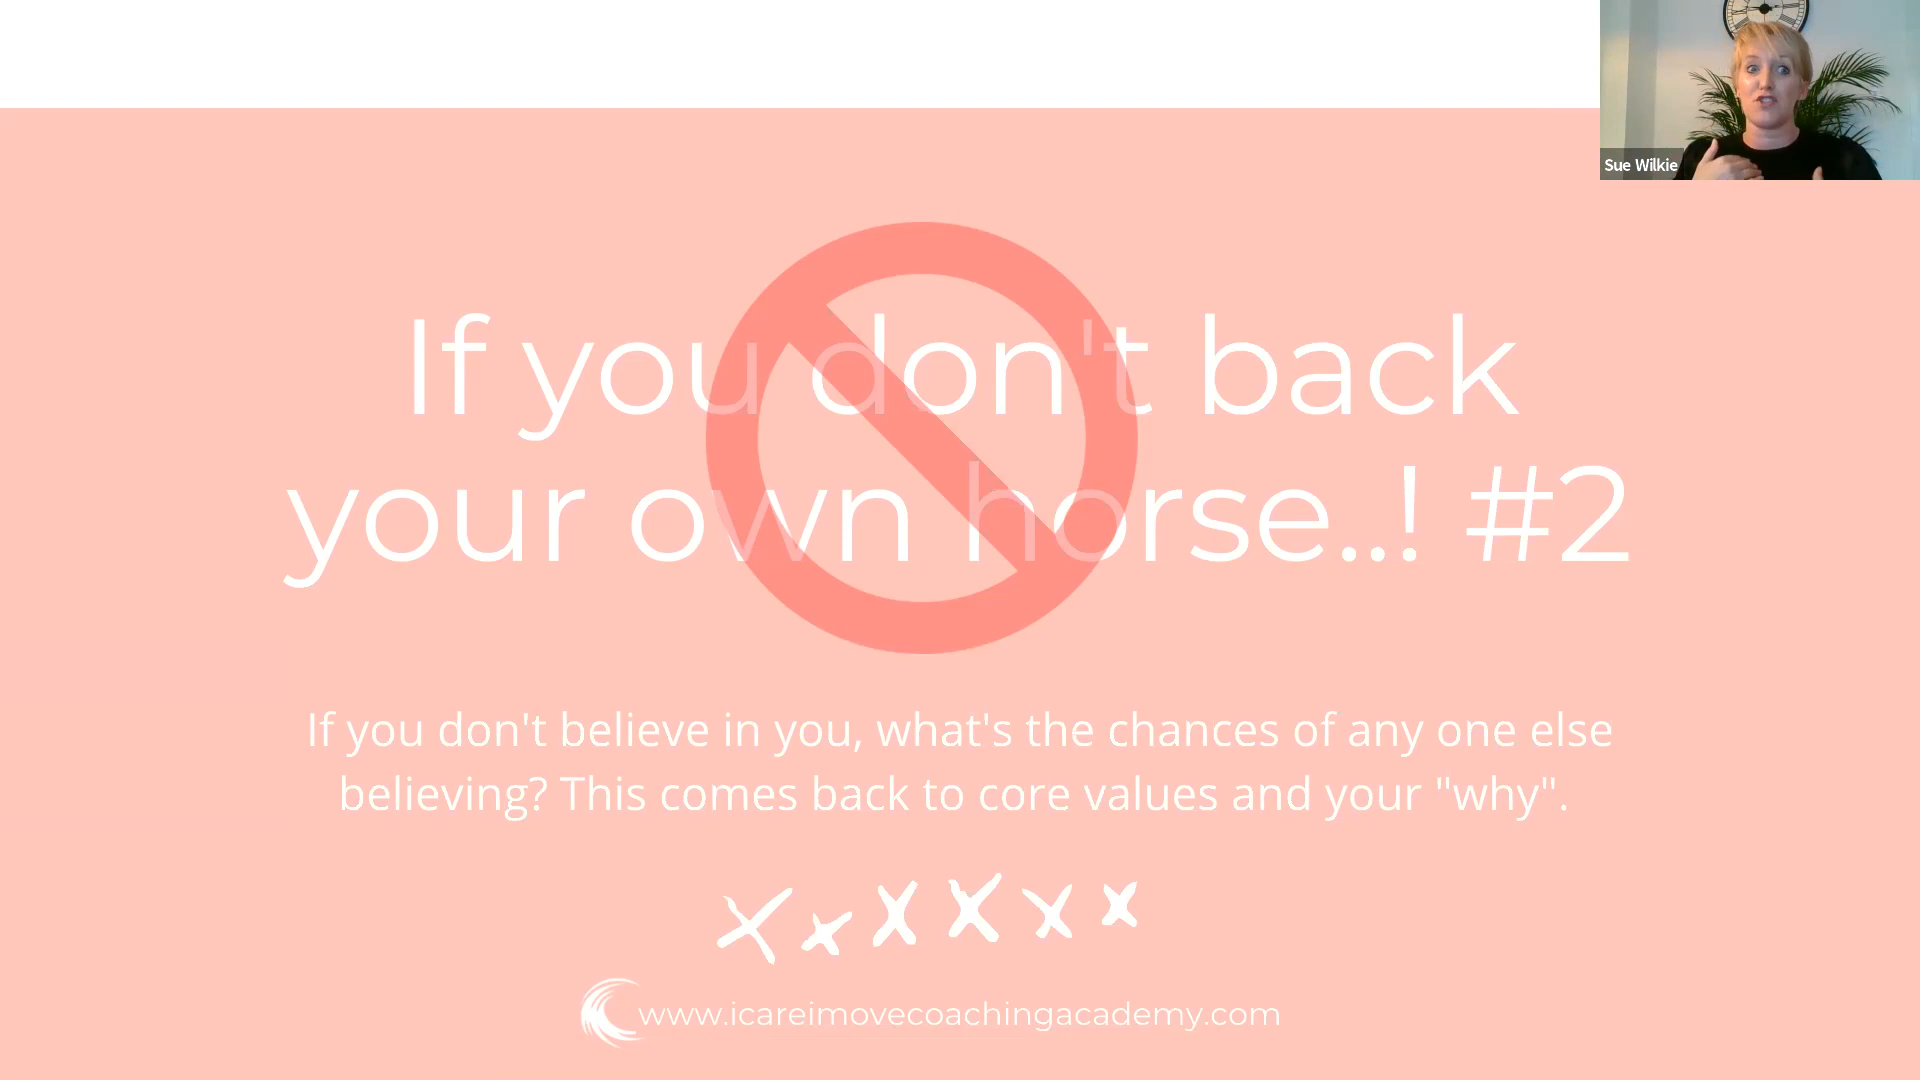 Sue Wilkie
If you don't back
your own horse..! #2
If you don't believe in you, what's the chances of any one else
believing? This comes back to core values and your "why".
xxxxxx
www.icareimovecoachingacademy.com